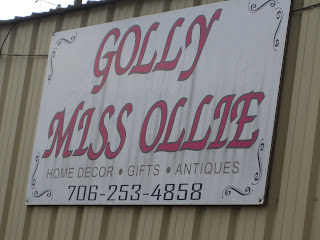 GOLLY
MISS OLLIE
HOME DECOR • GIFTS • ANTIQUES
706-253-4858